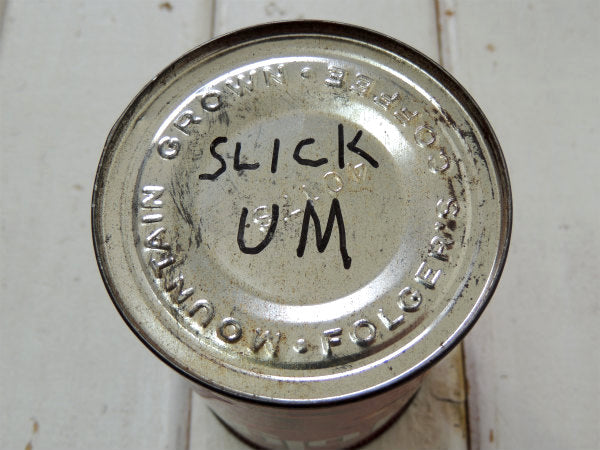 SLICK
UM
FOLGER'S COFFEE • MOUNTAIN GROWN •